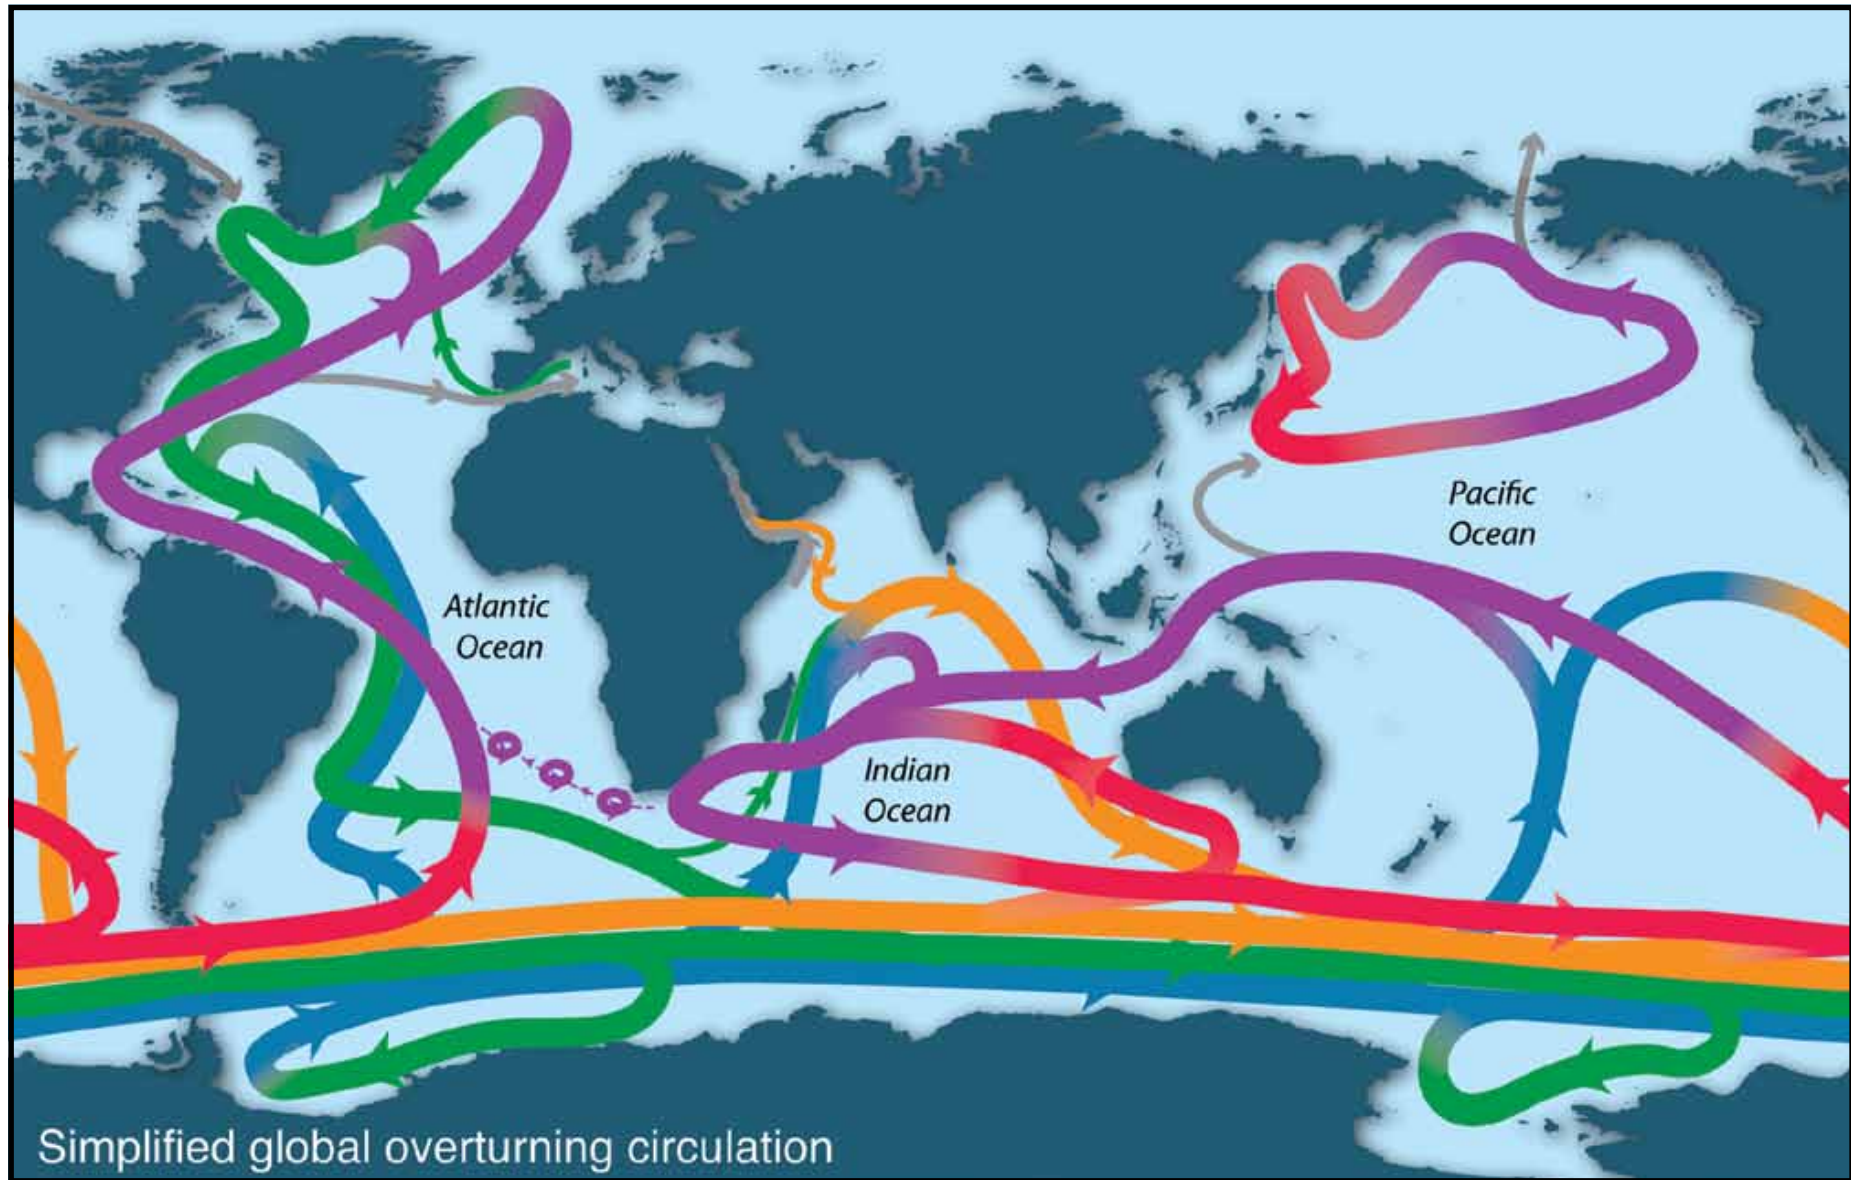 Pacific
Ocean
Atlantic
Ocean
Indian
Ocean
Simplified global overturning circulation